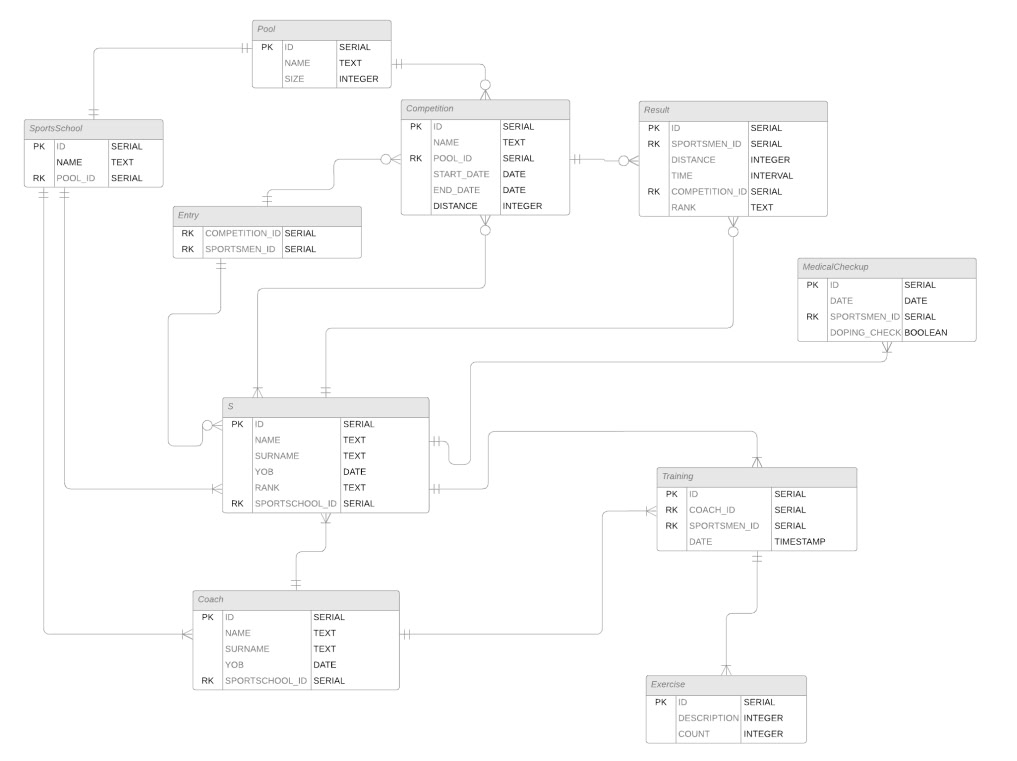 Pool
PK ID SERIAL
NAME TEXT
SIZE INTEGER
SportsSchool
PK ID SERIAL
NAME TEXT
RK POOL_ID SERIAL
Competition
PK ID SERIAL
NAME TEXT
RK POOL_ID SERIAL
START_DATE DATE
END_DATE DATE
DISTANCE INTEGER
Result
PK ID SERIAL
RK SPORTSMEN_ID SERIAL
DISTANCE INTEGER
TIME INTERVAL
RK COMPETITION_ID SERIAL
RANK TEXT
Entry
RK COMPETITION_ID SERIAL
RK SPORTSMEN_ID SERIAL
MedicalCheckup
PK ID SERIAL
DATE DATE
RK SPORTSMEN_ID SERIAL
DOPING_CHECK BOOLEAN
S
PK ID SERIAL
NAME TEXT
SURNAME TEXT
YOB DATE
RANK TEXT
RK SPORTSCHOOL_ID SERIAL
Training
PK ID SERIAL
RK COACH_ID SERIAL
RK SPORTSMEN_ID SERIAL
DATE TIMESTAMP
Coach
PK ID SERIAL
NAME TEXT
SURNAME TEXT
YOB DATE
RK SPORTSCHOOL_ID SERIAL
Exercise
PK ID SERIAL
DESCRIPTION INTEGER
COUNT INTEGER